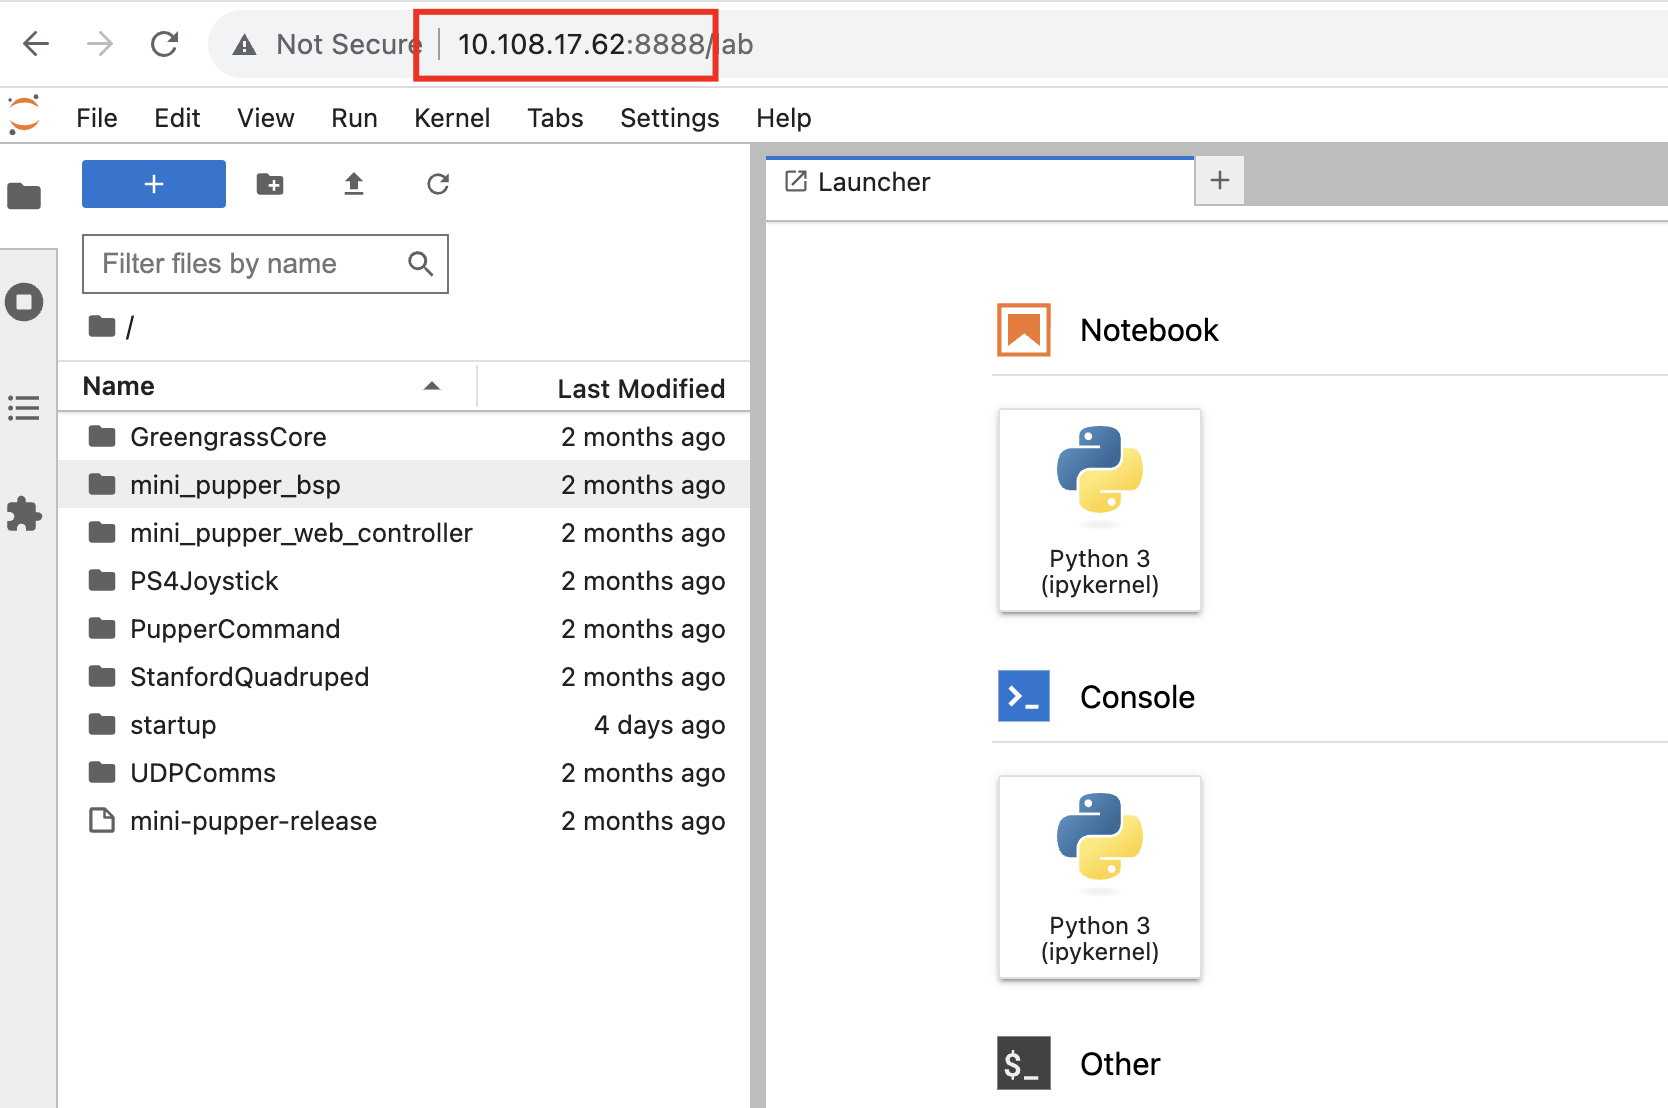 Not Secure 10.108.17.62:8888/lab
File Edit View Run Kernel Tabs Settings Help
+
Launcher +
Filter files by name
/
Name Last Modified
GreengrassCore 2 months ago
mini_pupper_bsp 2 months ago
mini_pupper_web_controller 2 months ago
PS4Joystick 2 months ago
PupperCommand 2 months ago
StanfordQuadruped 2 months ago
startup 4 days ago
UDPComms 2 months ago
mini-pupper-release 2 months ago
Notebook
Python 3
(ipykernel)
>_ Console
Python 3
(ipykernel)
$_ Other